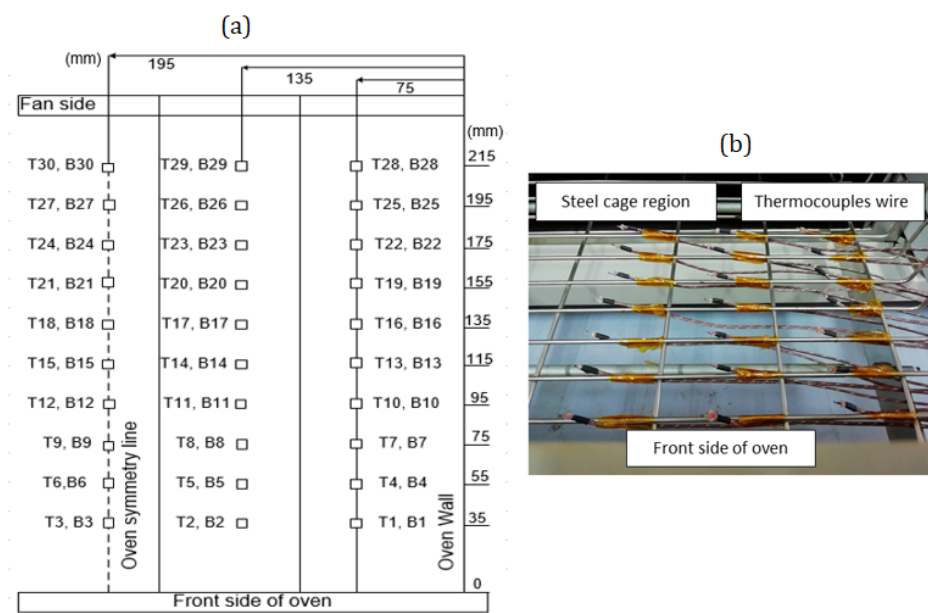 (a)
(mm)
195
135
75
Fan side
(mm)
T30, B30 T29, B29 T28, B28 215
T27, B27 T26, B26 T25, B25 195
T24, B24 T23, B23 T22, B22 175
T21, B21 T20, B20 T19, B19 155
T18, B18 T17, B17 T16, B16 135
T15, B15 T14, B14 T13, B13 115
T12, B12 T11, B11 T10, B10 95
T9, B9 T8, B8 T7, B7 75
T6,B6 T5, B5 T4, B4 55
T3, B3 T2, B2 T1, B1 35
Oven symmetry line
Oven Wall
0
Front side of oven
(b)
Steel cage region
Thermocouples wire
Front side of oven